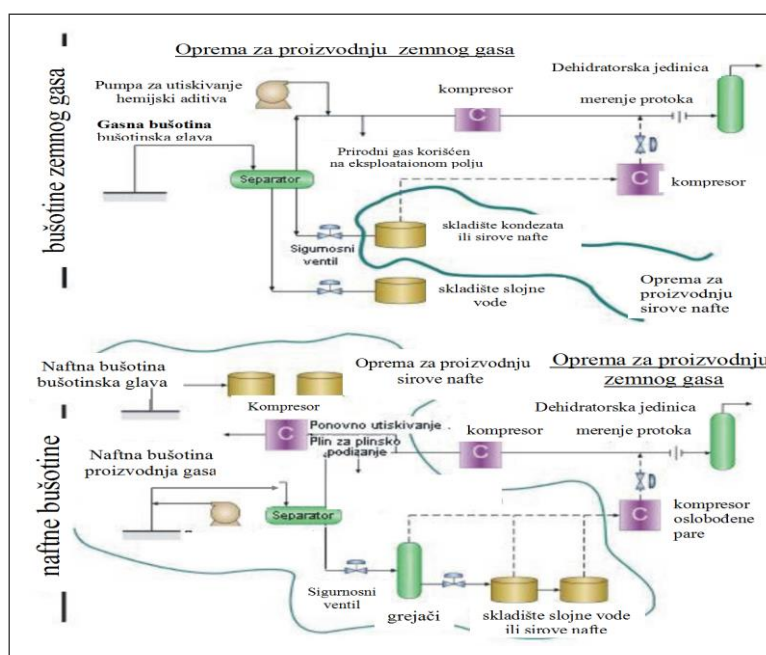 Oprema za proizvodnju zemnog gasa
Dehidratorska jedinica
Pumpa za utiskivanje
hemijski aditiva
kompresor
merenje protoka
Gasna bušotina
bušotinska glava
Prirodni gas korišćen
na eksploataionom polju
Separator
C
C
kompresor
skladište kondezata
ili sirove nafte
Sigurnosni
ventil
skladište slojne
vode
Oprema za
proizvodnju
sirove nafte
bušotine zemnog gasa
Naftna bušotina
bušotinska glava
Oprema za proizvodnju
sirove nafte
Oprema za proizvodnju
zemnog gasa
Kompresor
Dehidratorska jedinica
C
Ponovno utiskivanje
Plin za plinsko
podizanje
kompresor
C
merenje protoka
Naftna bušotina
proizvodnja gasa
Separator
C
kompresor
oslobođene
pare
Sigurnosni
ventil
grejači
skladište slojne vode
ili sirove nafte
naftne bušotine